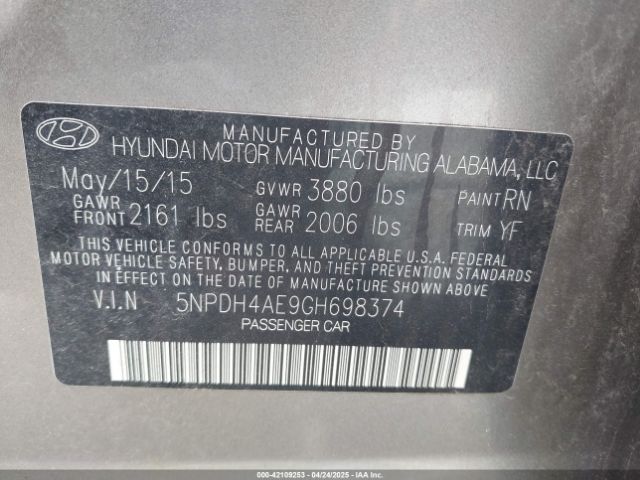 MANUFACTURED BY
HYUNDAI MOTOR MANUFACTURING ALABAMA, LLC
May/15/15 GVWR 3880 lbs PAINT RN
GAWR FRONT 2161 lbs GAWR REAR 2006 lbs TRIM YF
THIS VEHICLE CONFORMS TO ALL APPLICABLE U.S.A. FEDERAL
MOTOR VEHICLE SAFETY, BUMPER, AND THEFT PREVENTION STANDARDS
IN EFFECT ON THE DATE OF MANUFACTURE SHOWN ABOVE
V.I.N 5NPDH4AE9GH698374
PASSENGER CAR
000-42109253 - 04/24/2025 - IAAI.COM